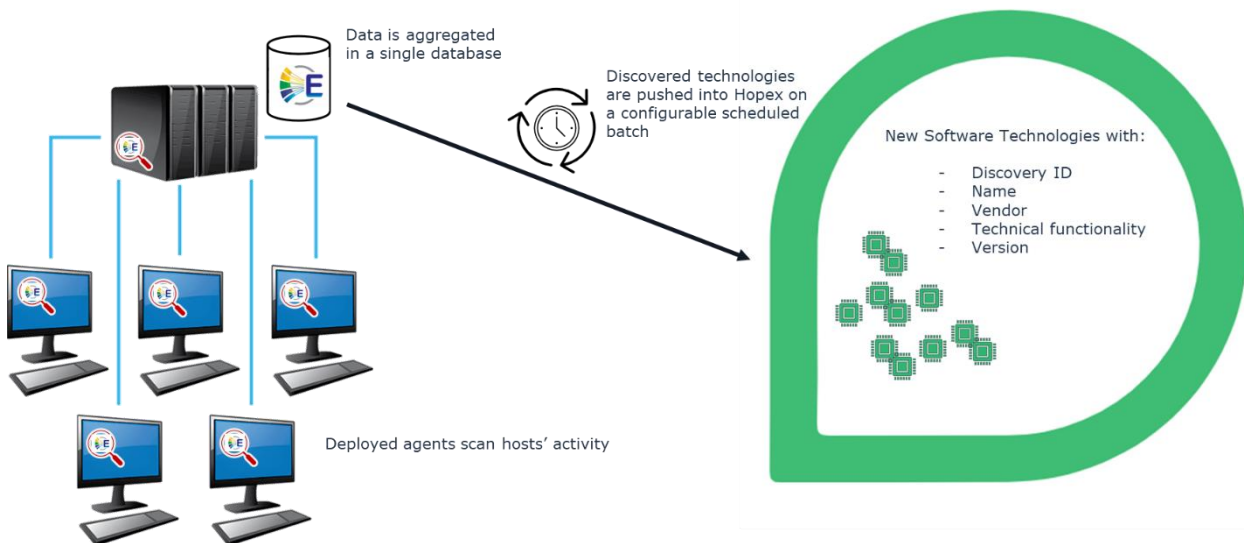 Data is aggregated
in a single database
E
Discovered technologies
are pushed into Hopex on
a configurable scheduled
batch
New Software Technologies with:
- Discovery ID
- Name
- Vendor
- Technical functionality
- Version
E
E
E
E
E
E
Deployed agents scan hosts’ activity